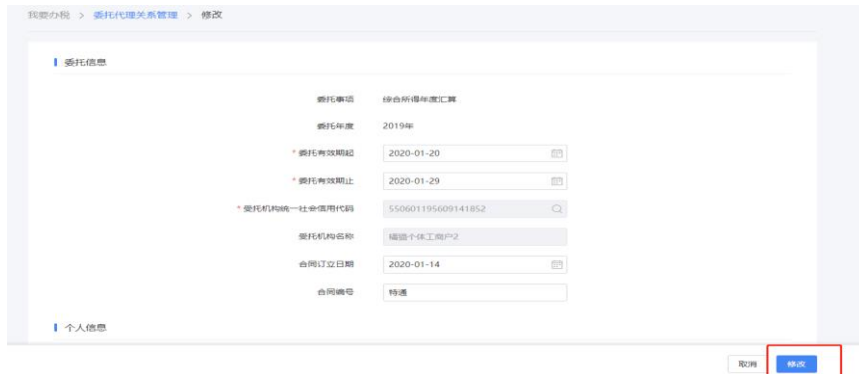 我要办税 > 委托代理关系管理 > 修改
委托信息
委托事项 综合所得年度汇算
委托年度 2019年
* 委托有效期起 2020-01-20
* 委托有效期止 2020-01-29
* 受托机构统一社会信用代码 550601195609141852
受托机构名称 个体工商户2
合同订立日期 2020-01-14
合同编号 特通
个人信息
取消 修改